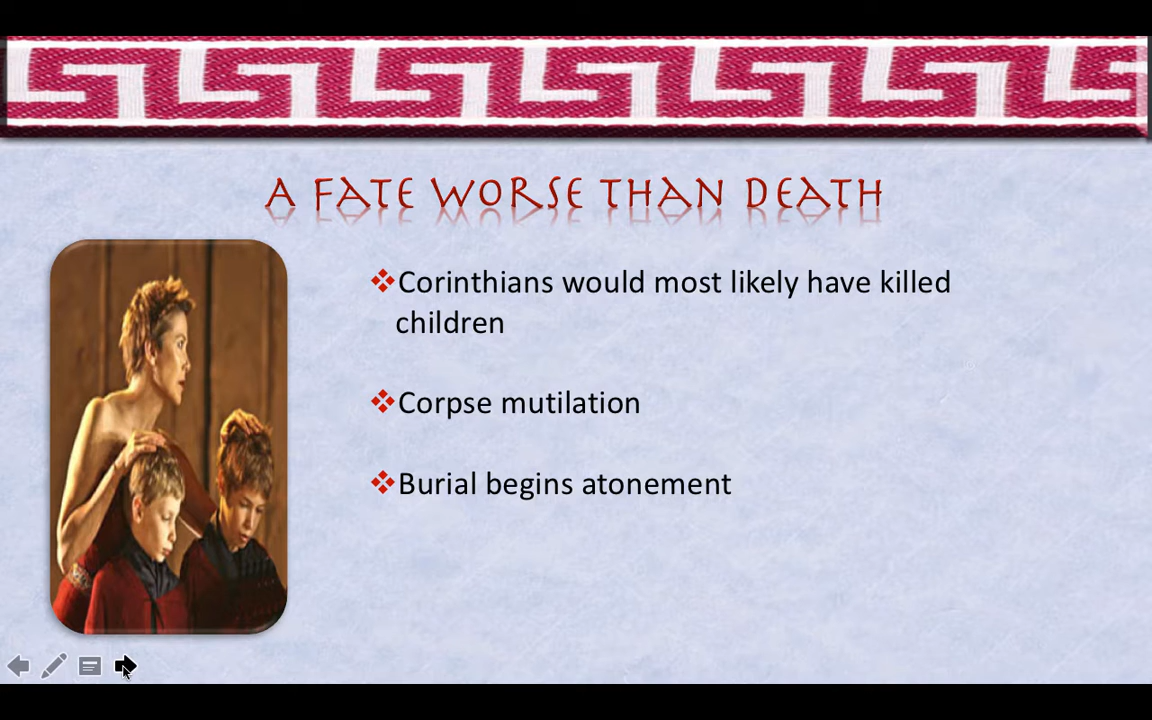 A FATE WORSE THAN DEATH
Corinthians would most likely have killed
children
Corpse mutilation
Burial begins atonement